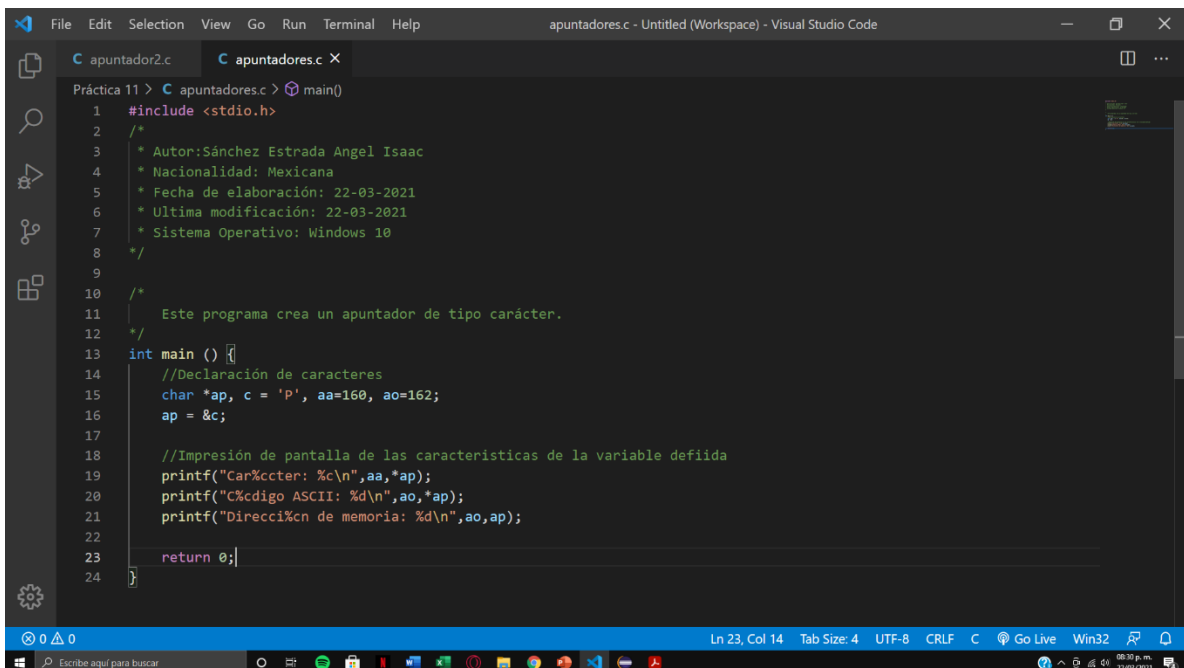 File Edit Selection View Go Run Terminal Help apuntadores.c - Untitled (Workspace) - Visual Studio Code
C apuntador2.c C apuntadores.c
Práctica 11 > C apuntadores.c > main()
1 #include <stdio.h>
2 /*
3 * Autor:Sánchez Estrada Angel Isaac
4 * Nacionalidad: Mexicana
5 * Fecha de elaboración: 22-03-2021
6 * Ultima modificación: 22-03-2021
7 * Sistema Operativo: Windows 10
8 */
9
10 /*
11 Este programa crea un apuntador de tipo carácter.
12 */
13 int main () {
14 //Declaración de caracteres
15 char *ap, c = 'P', aa=160, ao=162;
16 ap = &c;
17
18 //Impresión de pantalla de las caracteristicas de la variable defiida
19 printf("Car%ccter: %c\n",aa,*ap);
20 printf("C%cdigo ASCII: %d\n",ao,*ap);
21 printf("Direcci%cn de memoria: %d\n",ao,ap);
22
23 return 0;
24 }
0 0 Ln 23, Col 14 Tab Size: 4 UTF-8 CRLF C Go Live Win32
Escribe aquí para buscar 08:30 p. m.
22/03/2021